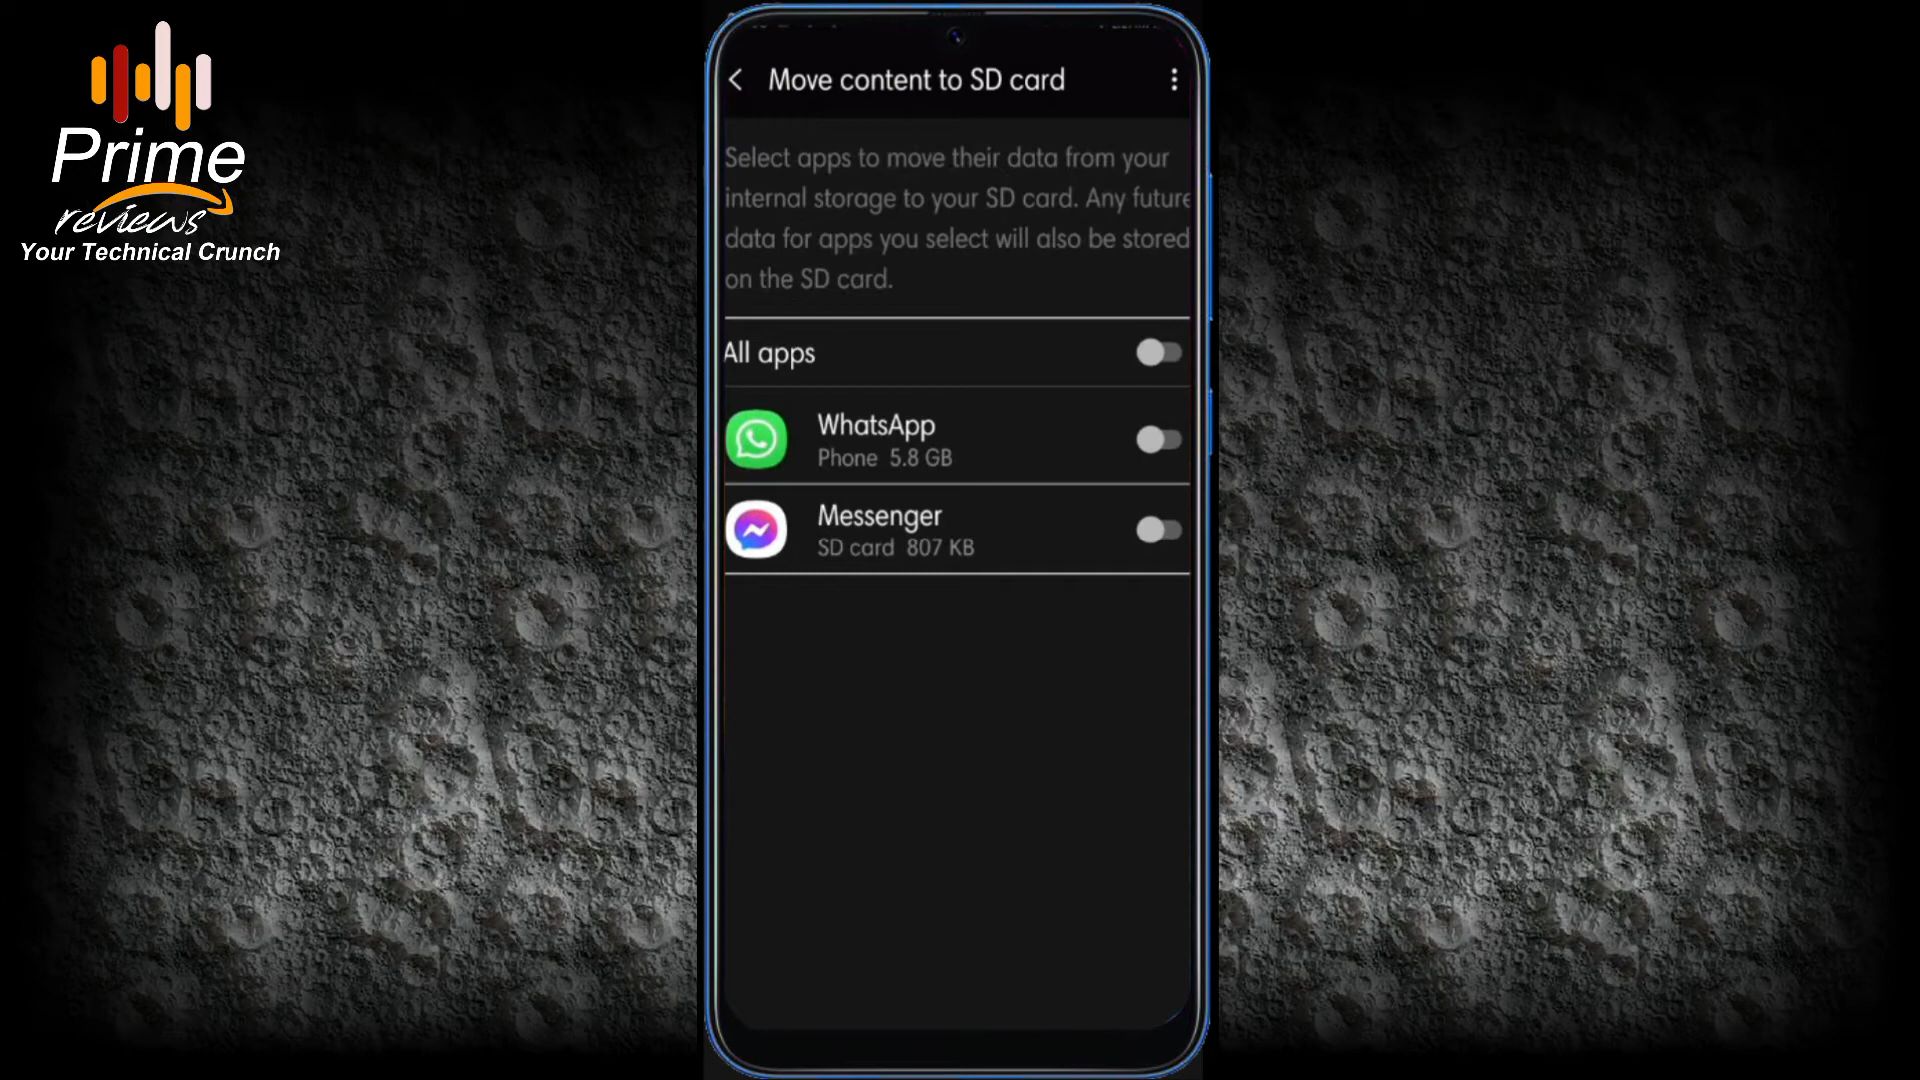 Prime
reviews
Your Technical Crunch
Move content to SD card
Select apps to move their data from your
internal storage to your SD card. Any future
data for apps you select will also be stored
on the SD card.
All apps
WhatsApp
Phone 5.8 GB
Messenger
SD card 807 KB